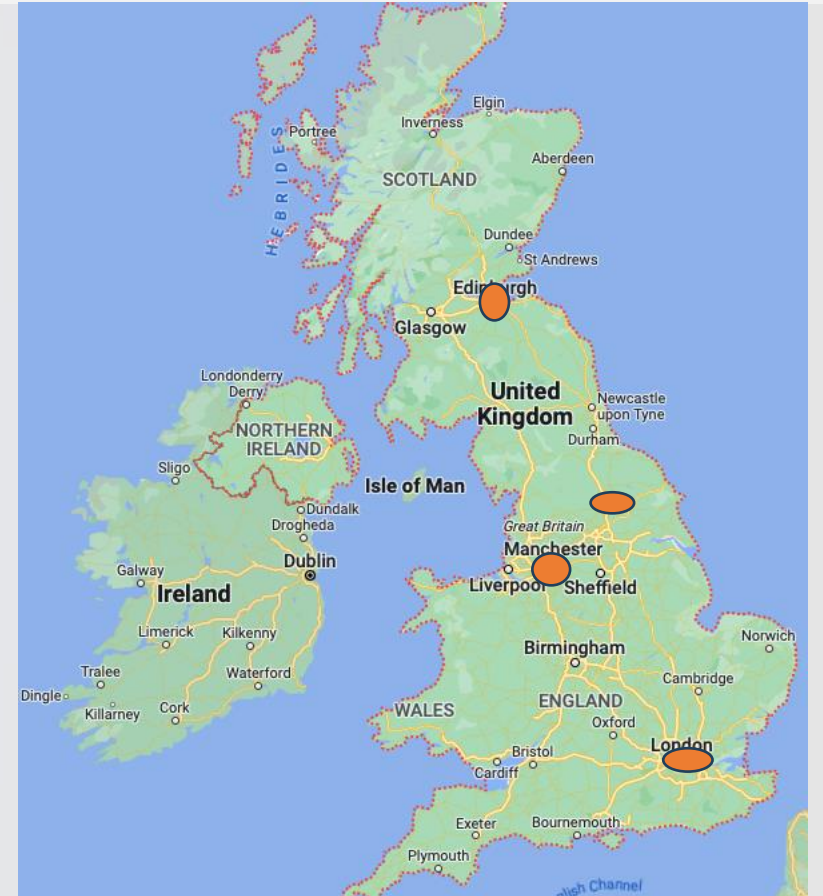 Elgin
Inverness
Portree
HEBRIDES
Aberdeen
SCOTLAND
Dundee
St Andrews
Edinburgh
Glasgow
Londonderry
Derry
United
Kingdom
Newcastle
upon Tyne
NORTHERN
IRELAND
Durham
Sligo
Isle of Man
Dundalk
Drogheda
Great Britain
Manchester
Dublin
Galway
Liverpool
Sheffield
Ireland
Limerick
Kilkenny
Norwich
Birmingham
Tralee
Waterford
Cambridge
Dingle
Killarney
Cork
WALES
ENGLAND
Oxford
London
Bristol
Cardiff
Exeter
Bournemouth
Plymouth
lish Channel